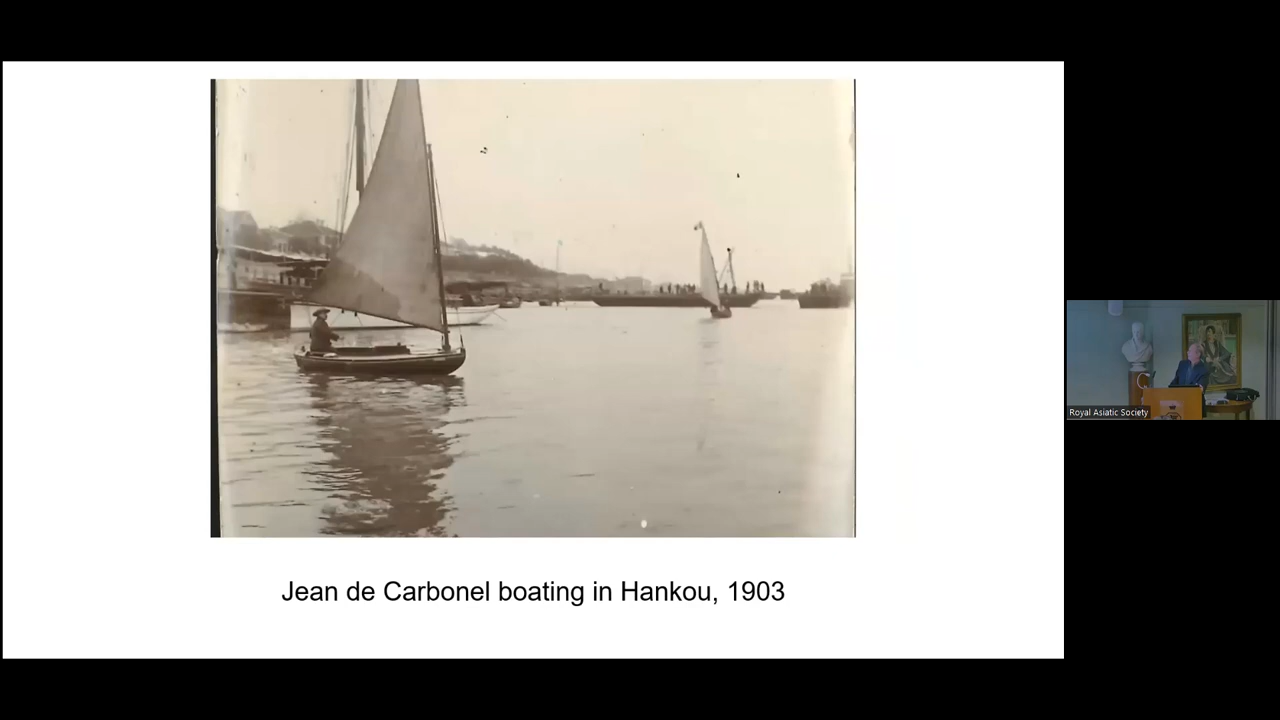 Jean de Carbonel boating in Hankou, 1903
Royal Asiatic Society